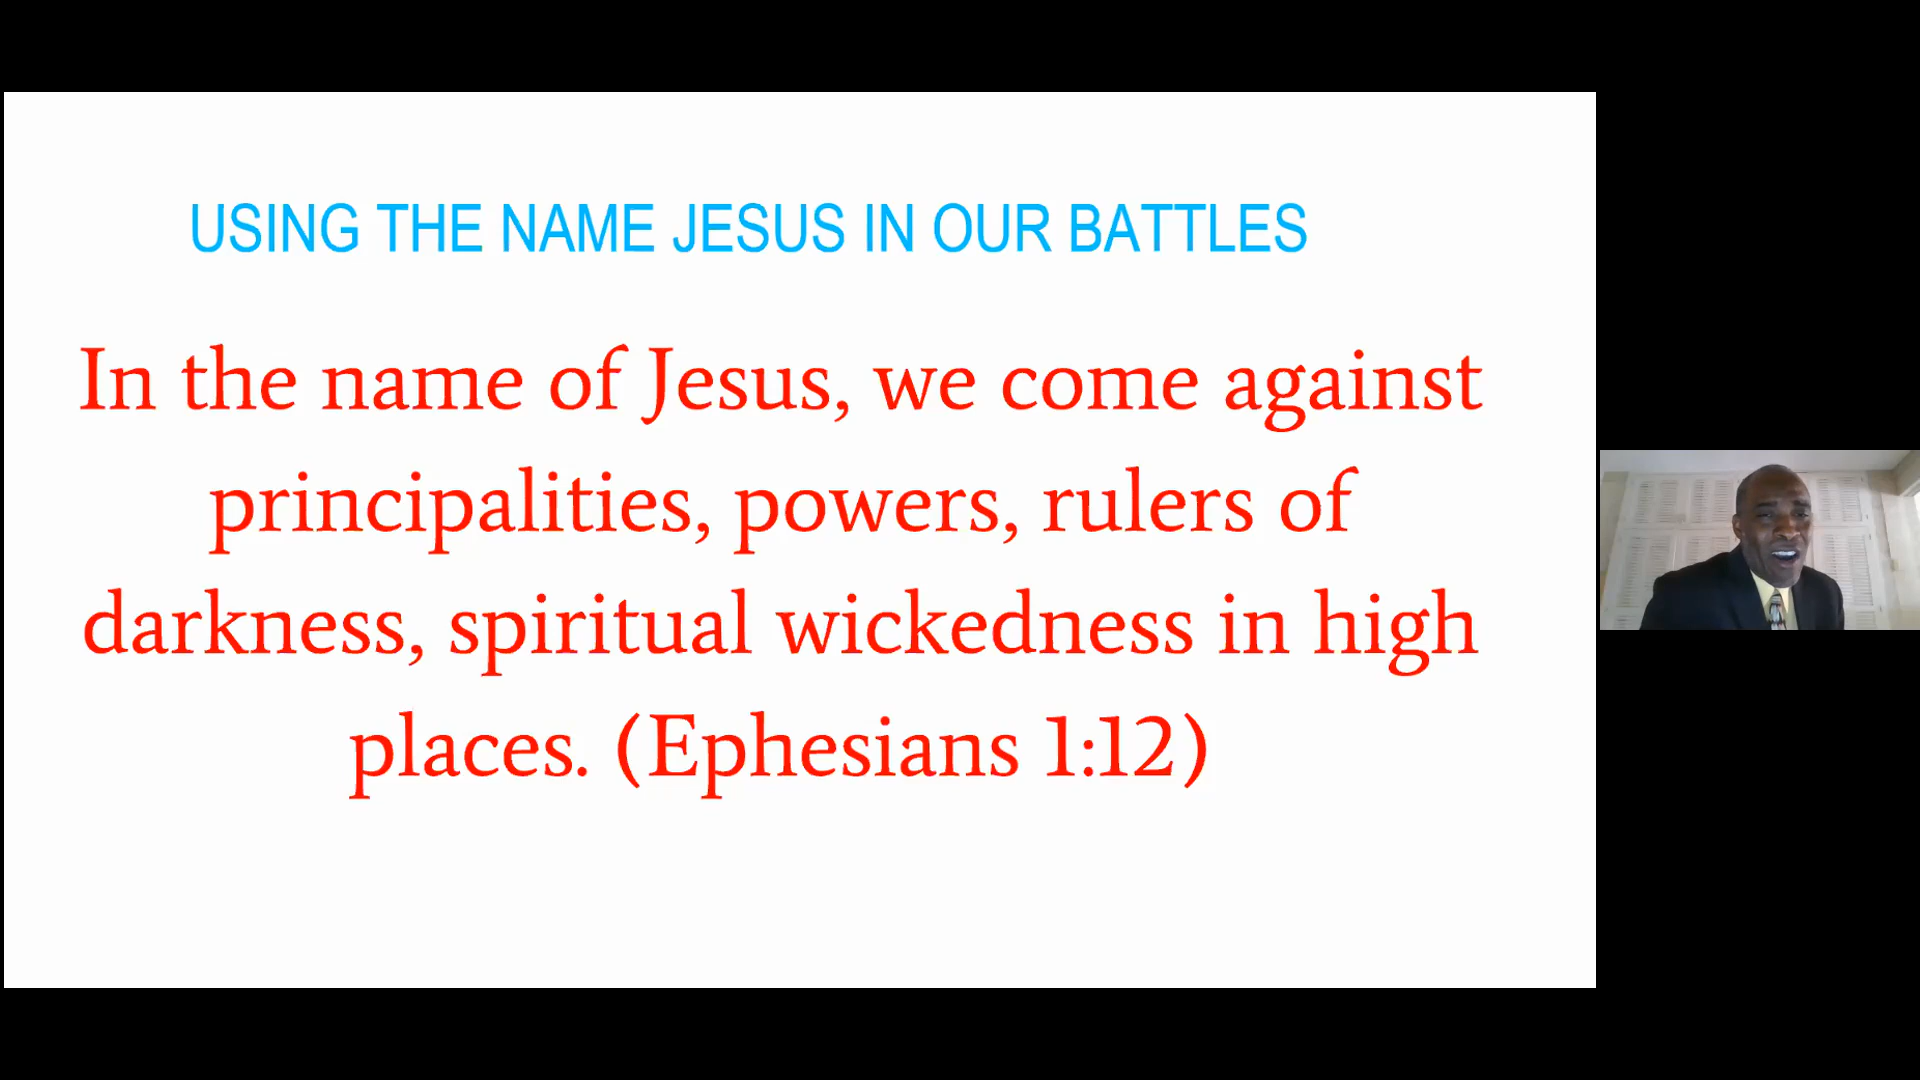 USING THE NAME JESUS IN OUR BATTLES
In the name of Jesus, we come against
principalities, powers, rulers of
darkness, spiritual wickedness in high
places. (Ephesians 1:12)